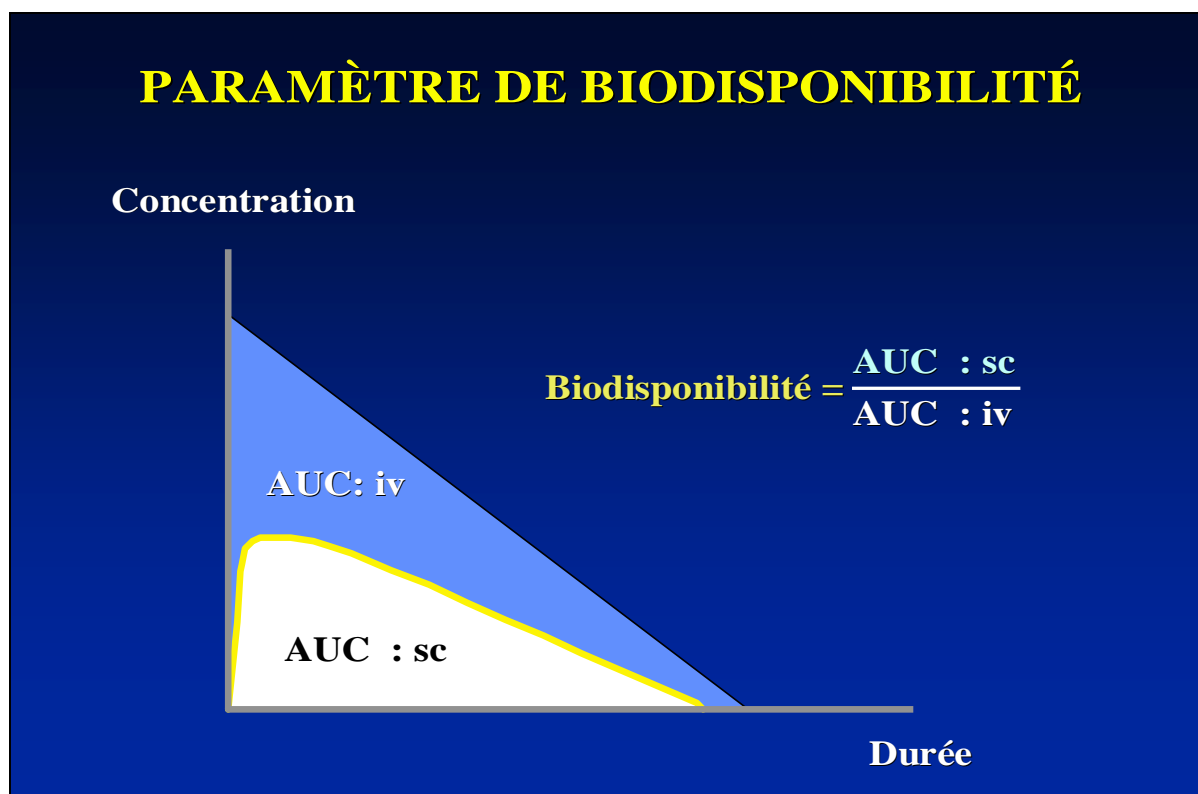 PARAMÈTRE DE BIODISPONIBILITÉ
Concentration
Biodisponibilité = AUC : sc
AUC : iv
AUC: iv
AUC : sc
Durée